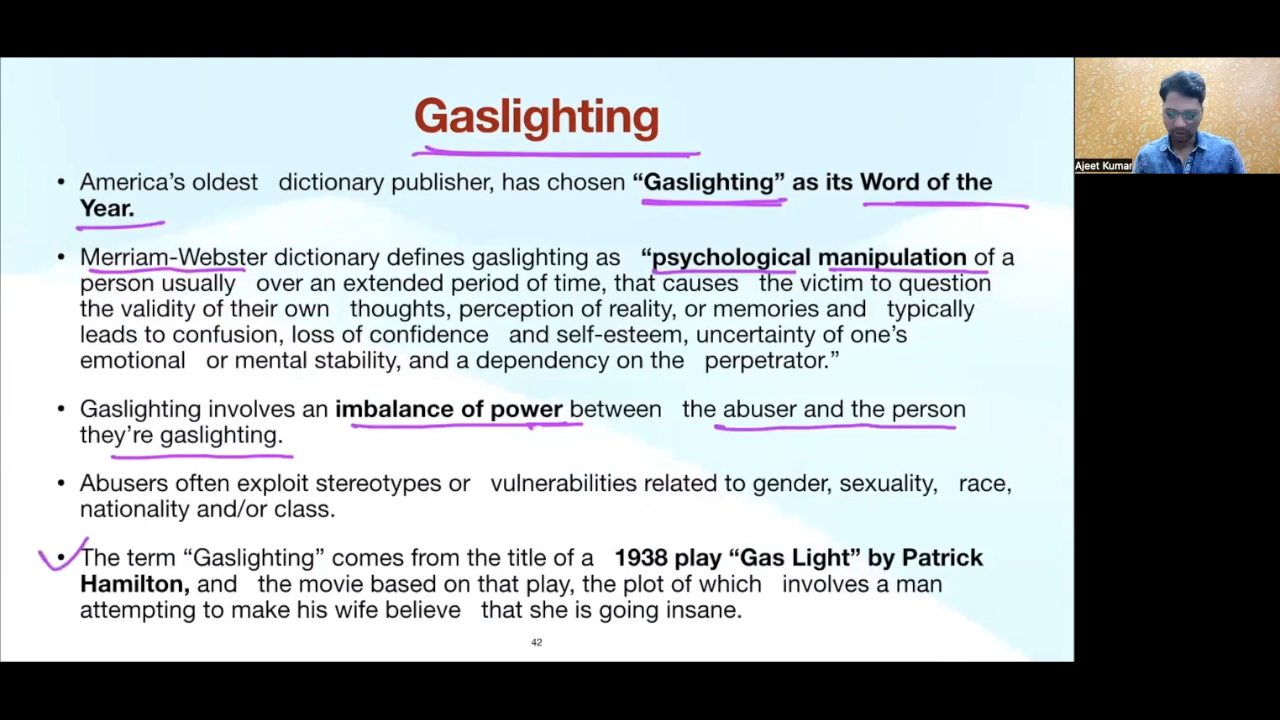 Gaslighting
• America's oldest dictionary publisher, has chosen “Gaslighting” as its Word of the
Year.
• Merriam-Webster dictionary defines gaslighting as “psychological manipulation of a
person usually over an extended period of time, that causes the victim to question
the validity of their own thoughts, perception of reality, or memories and typically
leads to confusion, loss of confidence and self-esteem, uncertainty of one's
emotional or mental stability, and a dependency on the perpetrator.”
• Gaslighting involves an imbalance of power between the abuser and the person
they're gaslighting.
• Abusers often exploit stereotypes or vulnerabilities related to gender, sexuality, race,
nationality and/or class.
• The term “Gaslighting” comes from the title of a 1938 play “Gas Light” by Patrick
Hamilton, and the movie based on that play, the plot of which involves a man
attempting to make his wife believe that she is going insane.
42
Ajeet Kumar